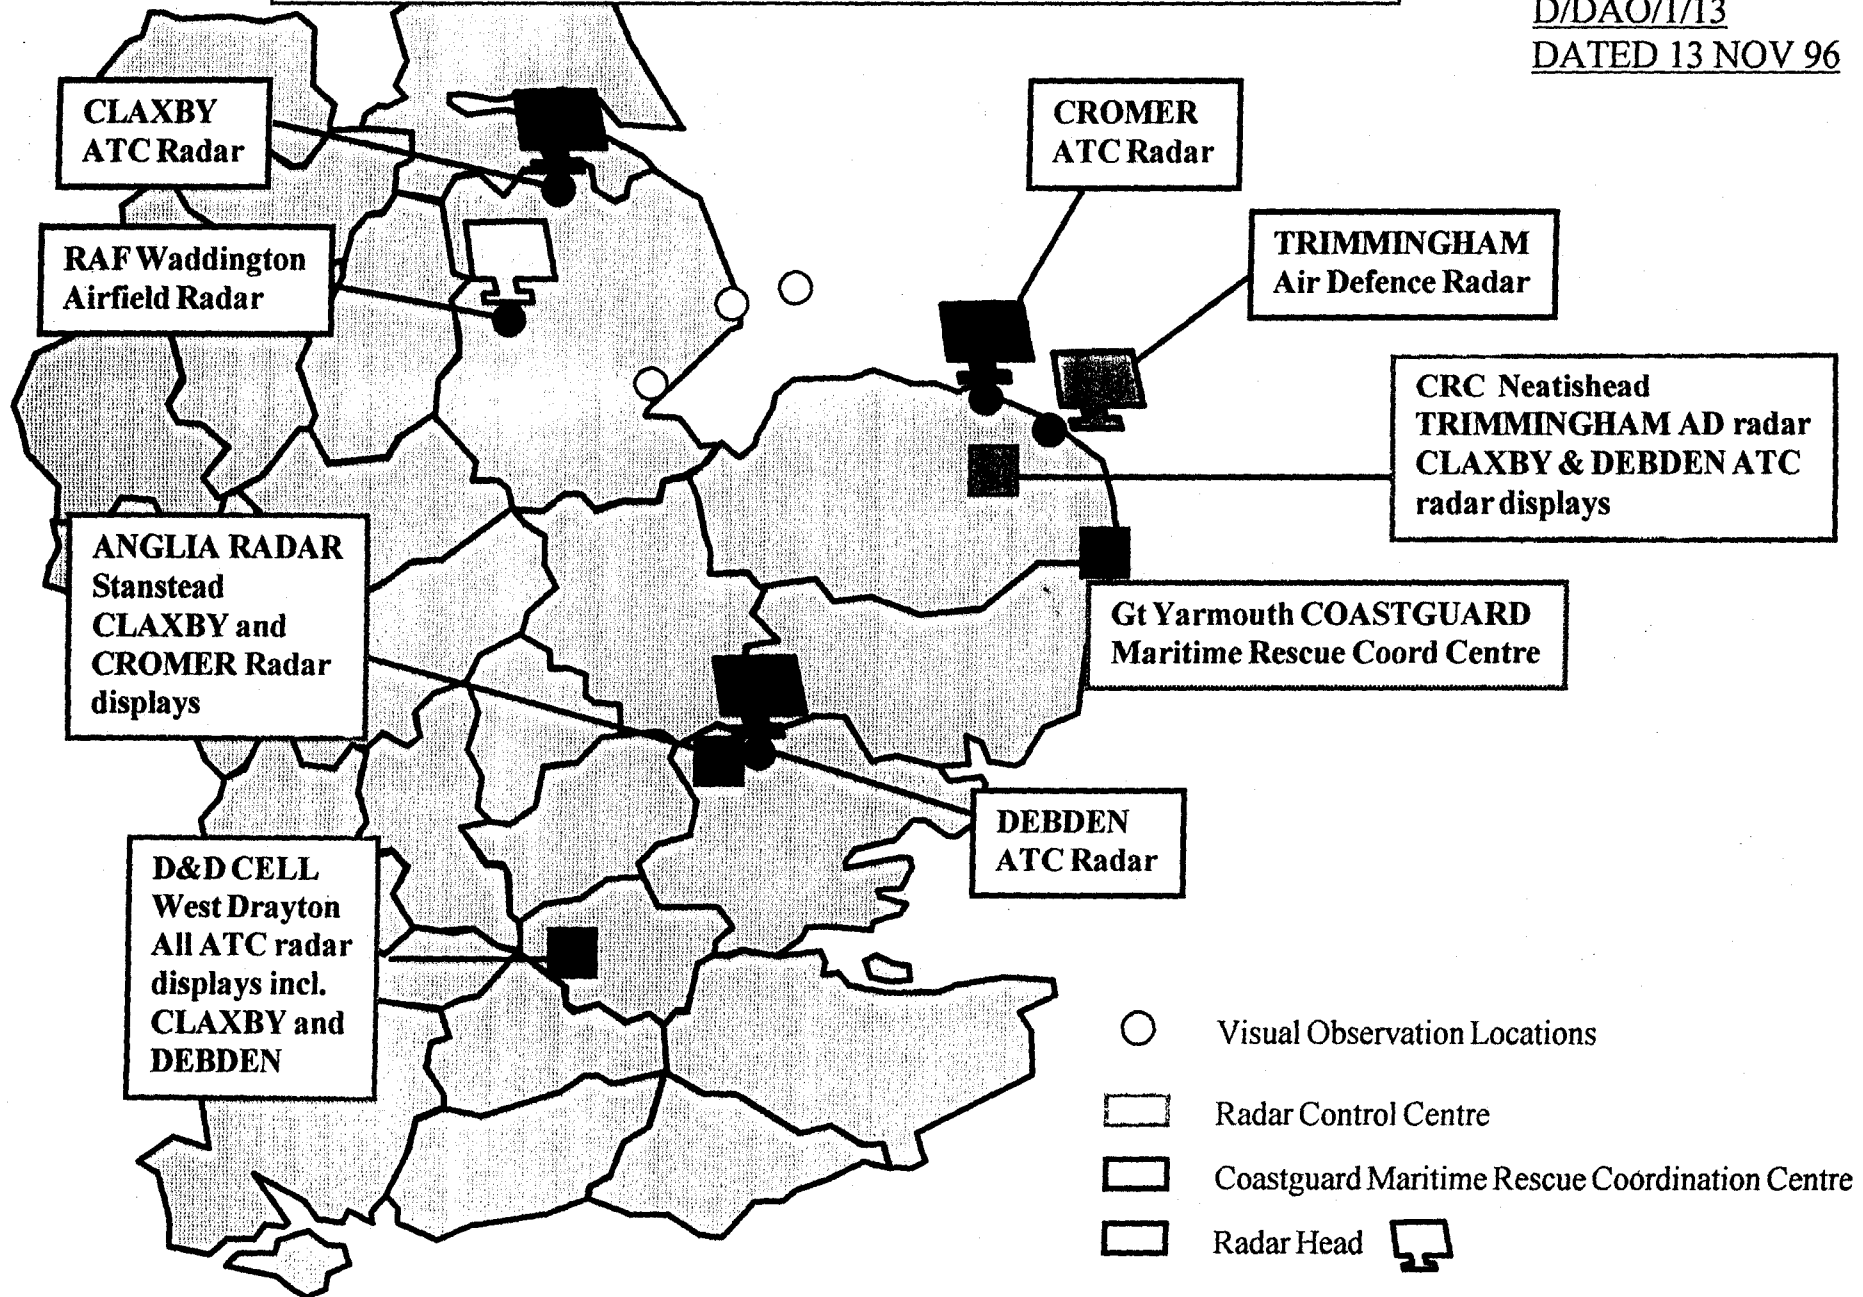 D/DAO/1/13
DATED 13 NOV 96
CLAXBY
ATC Radar
CROMER
ATC Radar
RAF Waddington
Airfield Radar
TRIMMINGHAM
Air Defence Radar
CRC Neatishead
TRIMMINGHAM AD radar
CLAXBY & DEBDEN ATC
radar displays
ANGLIA RADAR
Stanstead
CLAXBY and
CROMER Radar
displays
Gt Yarmouth COASTGUARD
Maritime Rescue Coord Centre
DEBDEN
ATC Radar
D&D CELL
West Drayton
All ATC radar
displays incl.
CLAXBY and
DEBDEN
Visual Observation Locations
Radar Control Centre
Coastguard Maritime Rescue Coordination Centre
Radar Head